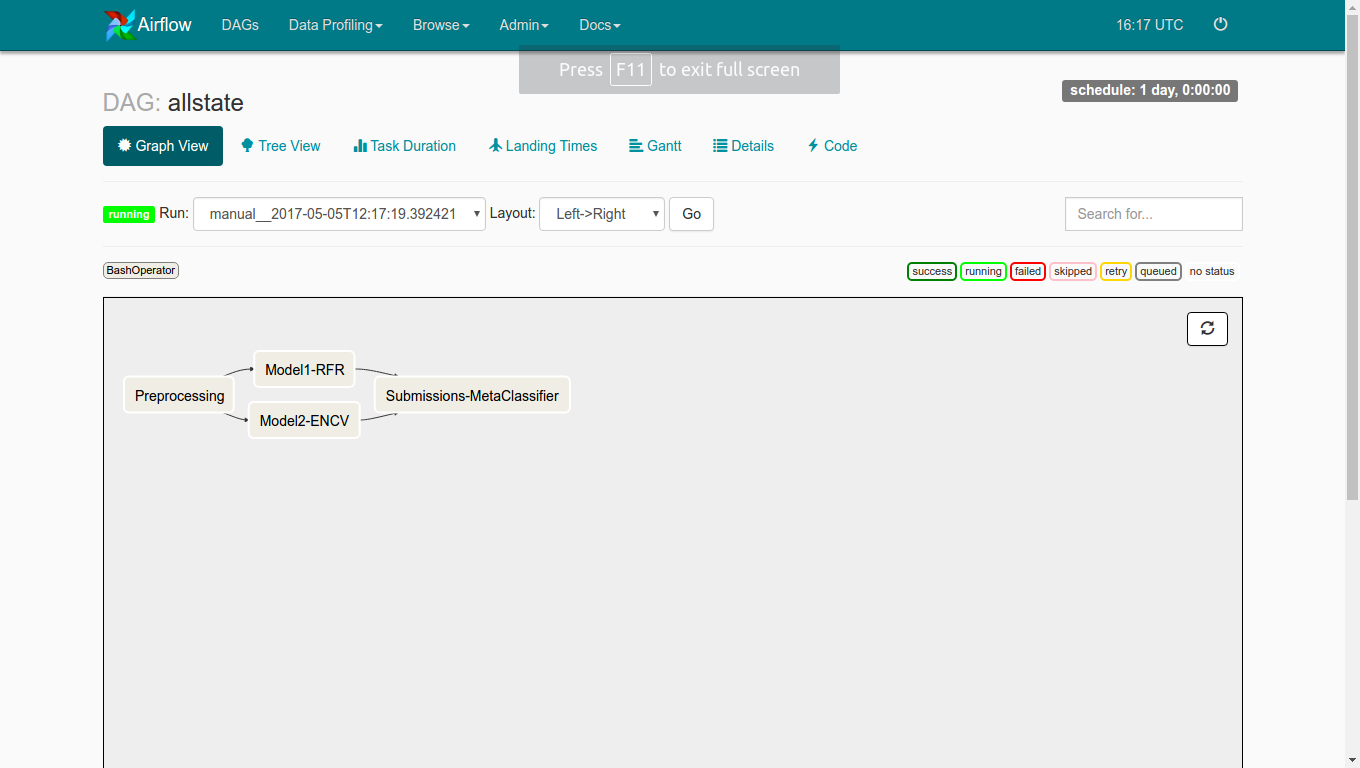 Airflow DAGs Data Profiling Browse Admin Docs 16:17 UTC
Press F11 to exit full screen
schedule: 1 day, 0:00:00
DAG: allstate
Graph View Tree View Task Duration Landing Times Gantt Details Code
running Run: manual__2017-05-05T12:17:19.392421 Layout: Left->Right Go Search for...
BashOperator success running failed skipped retry queued no status
Model1-RFR
Preprocessing Submissions-MetaClassifier
Model2-ENCV